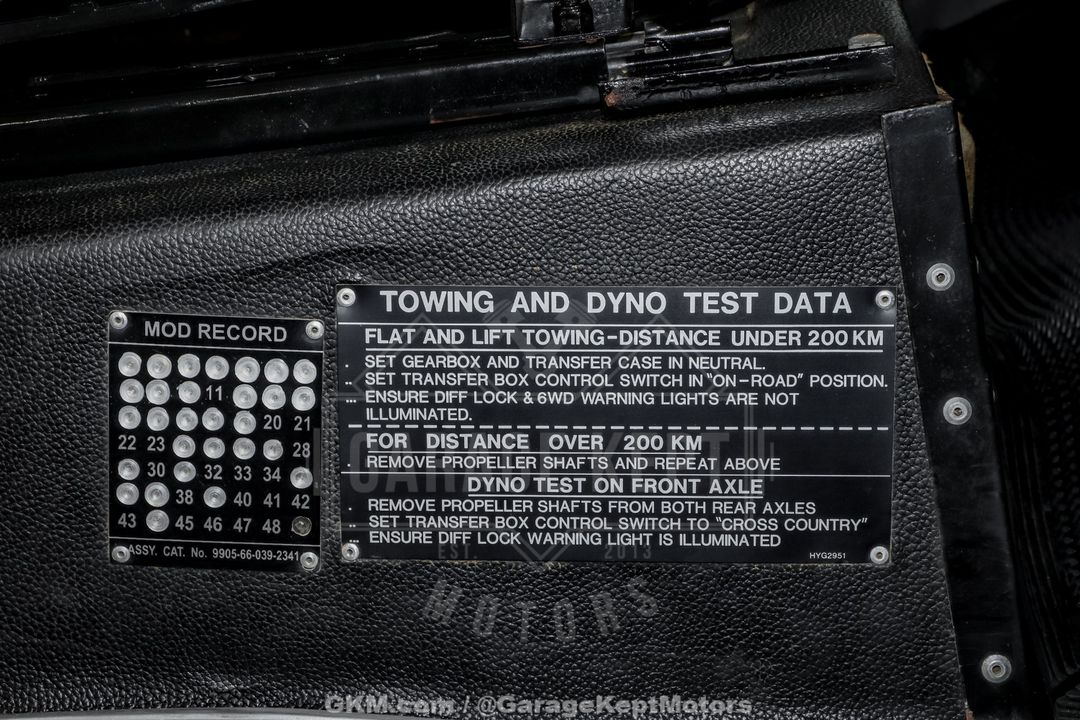 MOD RECORD
11
20 21
22 23 28
30 32 33 34
38 40 41 42
43 45 46 47 48
ASSY. CAT. No. 9905-66-039-2341
TOWING AND DYNO TEST DATA
FLAT AND LIFT TOWING-DISTANCE UNDER 200 KM
. SET GEARBOX AND TRANSFER CASE IN NEUTRAL.
.. SET TRANSFER BOX CONTROL SWITCH IN "ON-ROAD" POSITION.
... ENSURE DIFF LOCK & 6WD WARNING LIGHTS ARE NOT
ILLUMINATED.
FOR DISTANCE OVER 200 KM
. REMOVE PROPELLER SHAFTS AND REPEAT ABOVE
DYNO TEST ON FRONT AXLE
. REMOVE PROPELLER SHAFTS FROM BOTH REAR AXLES
.. SET TRANSFER BOX CONTROL SWITCH TO "CROSS COUNTRY"
... ENSURE DIFF LOCK WARNING LIGHT IS ILLUMINATED
HYG2951
EST. 2013
MOTORS
GKM.com / @GarageKeptMotors